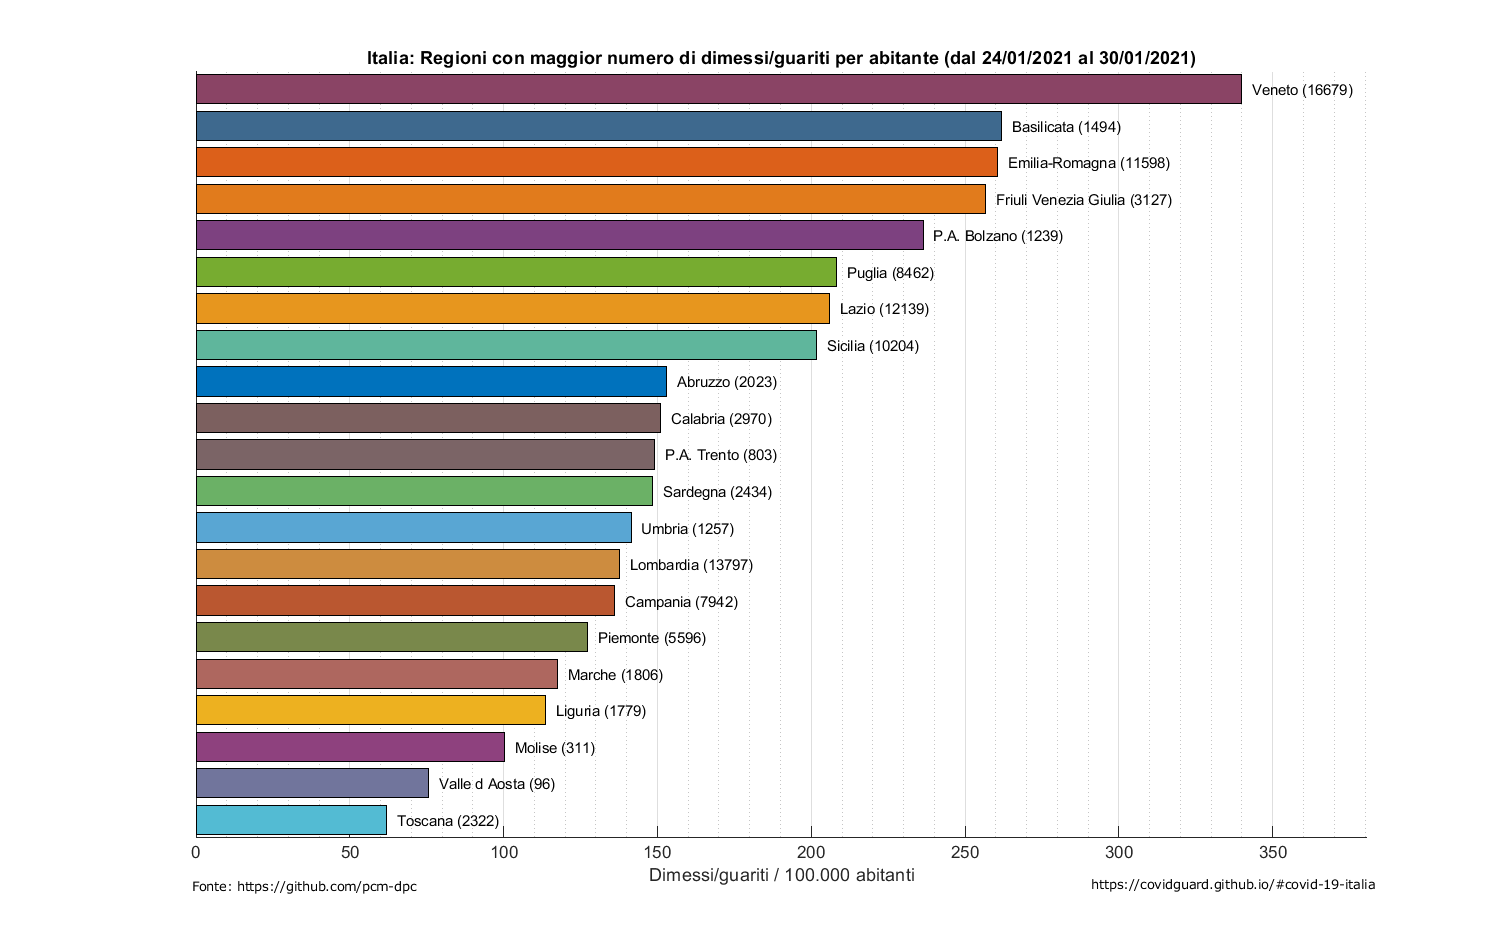 Italia: Regioni con maggior numero di dimessi/guariti per abitante (dal 24/01/2021 al 30/01/2021)
Veneto (16679)
Basilicata (1494)
Emilia-Romagna (11598)
Friuli Venezia Giulia (3127)
P.A. Bolzano (1239)
Puglia (8462)
Lazio (12139)
Sicilia (10204)
Abruzzo (2023)
Calabria (2970)
P.A. Trento (803)
Sardegna (2434)
Umbria (1257)
Lombardia (13797)
Campania (7942)
Piemonte (5596)
Marche (1806)
Liguria (1779)
Molise (311)
Valle d Aosta (96)
Toscana (2322)
0 50 100 150 200 250 300 350
Dimessi/guariti / 100.000 abitanti
Fonte: https://github.com/pcm-dpc
https://covidguard.github.io/#covid-19-italia